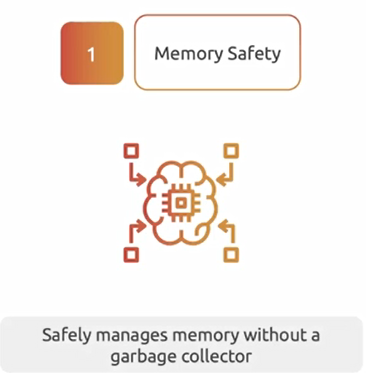 1
Memory Safety
Safely manages memory without a
garbage collector